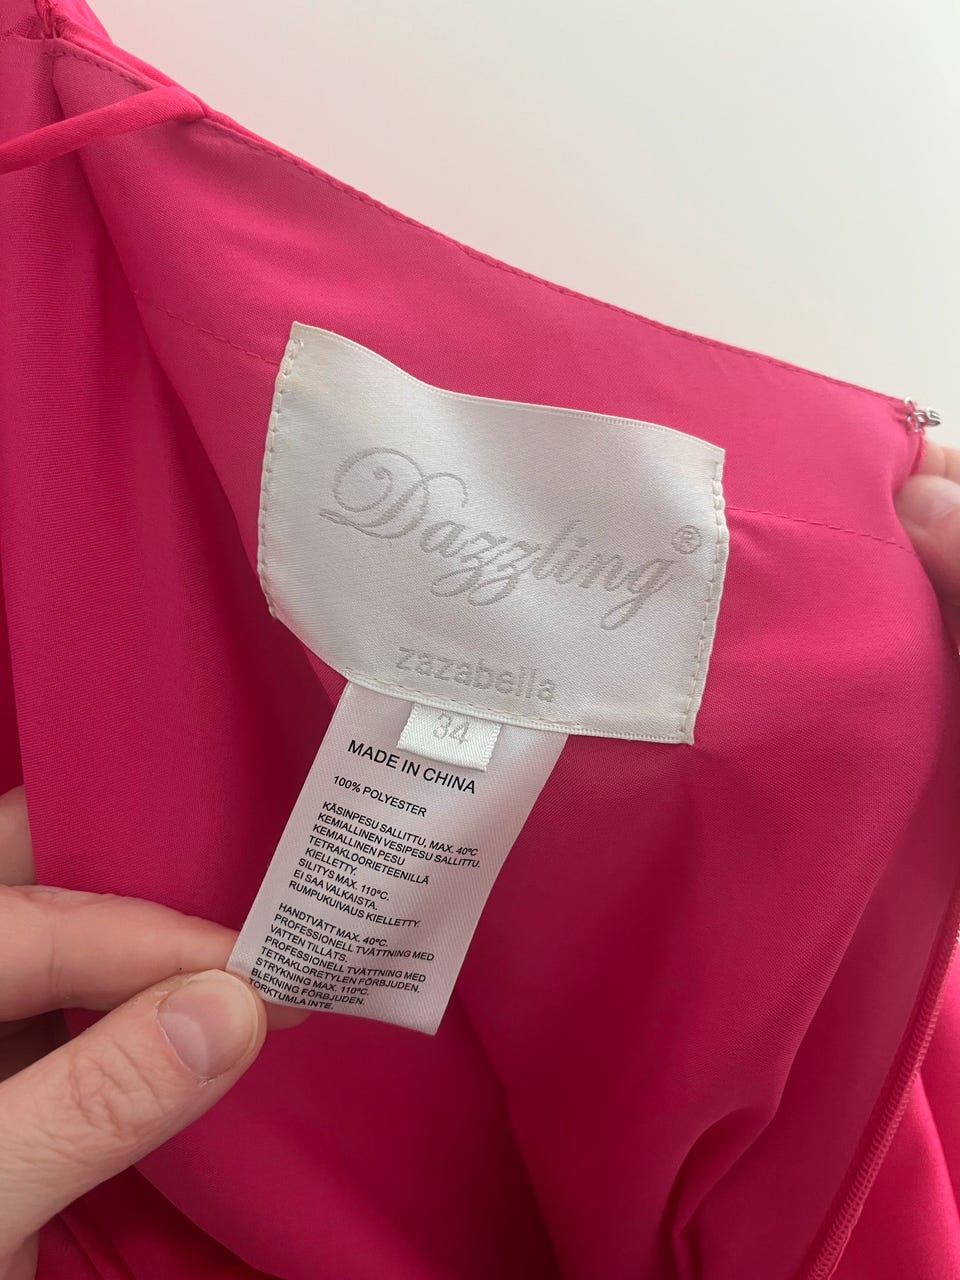 Dazzling®
zazabella
34
MADE IN CHINA
100% POLYESTER
KÄSINPESU SALLITTU, MAX. 40ºC
KEMIALLINEN VESIPESU SALLITTU.
KEMIALLINEN PESU
TETRAKLOORIETEENILLÄ
KIELLETTY.
SILITYS MAX. 110ºC.
EI SAA VALKAISTA.
RUMPUKUIVAUS KIELLETTY.
HANDTVÄTT MAX. 40ºC.
PROFESSIONELL TVÄTTNING MED
VATTEN TILLÅTS.
PROFESSIONELL TVÄTTNING MED
TETRAKLORETYLEN FÖRBJUDEN.
STRYKNING MAX. 110ºC.
BLEKNING FÖRBJUDEN.
TORKTUMLA INTE.